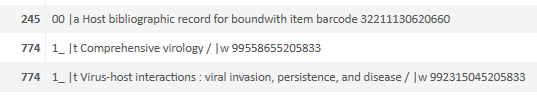 245 00 |a Host bibliographic record for boundwith item barcode 32211130620660
774 1_ |t Comprehensive virology / |w 99558655205833
774 1_ |t Virus-host interactions : viral invasion, persistence, and disease / |w 992315045205833